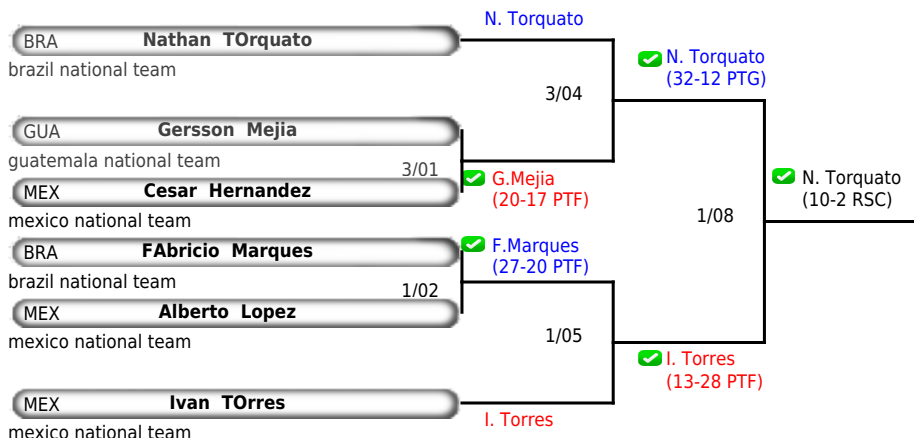 N. Torquato
BRA Nathan TOrquato
brazil national team
N. Torquato
(32-12 PTG)
3/04
GUA Gersson Mejia
guatemala national team
3/01
MEX Cesar Hernandez
mexico national team
G.Mejia
(20-17 PTF)
N. Torquato
(10-2 RSC)
1/08
BRA FAbricio Marques
brazil national team
F.Marques
(27-20 PTF)
1/02
MEX Alberto Lopez
mexico national team
1/05
I. Torres
(13-28 PTF)
MEX Ivan TOrres
mexico national team
I. Torres